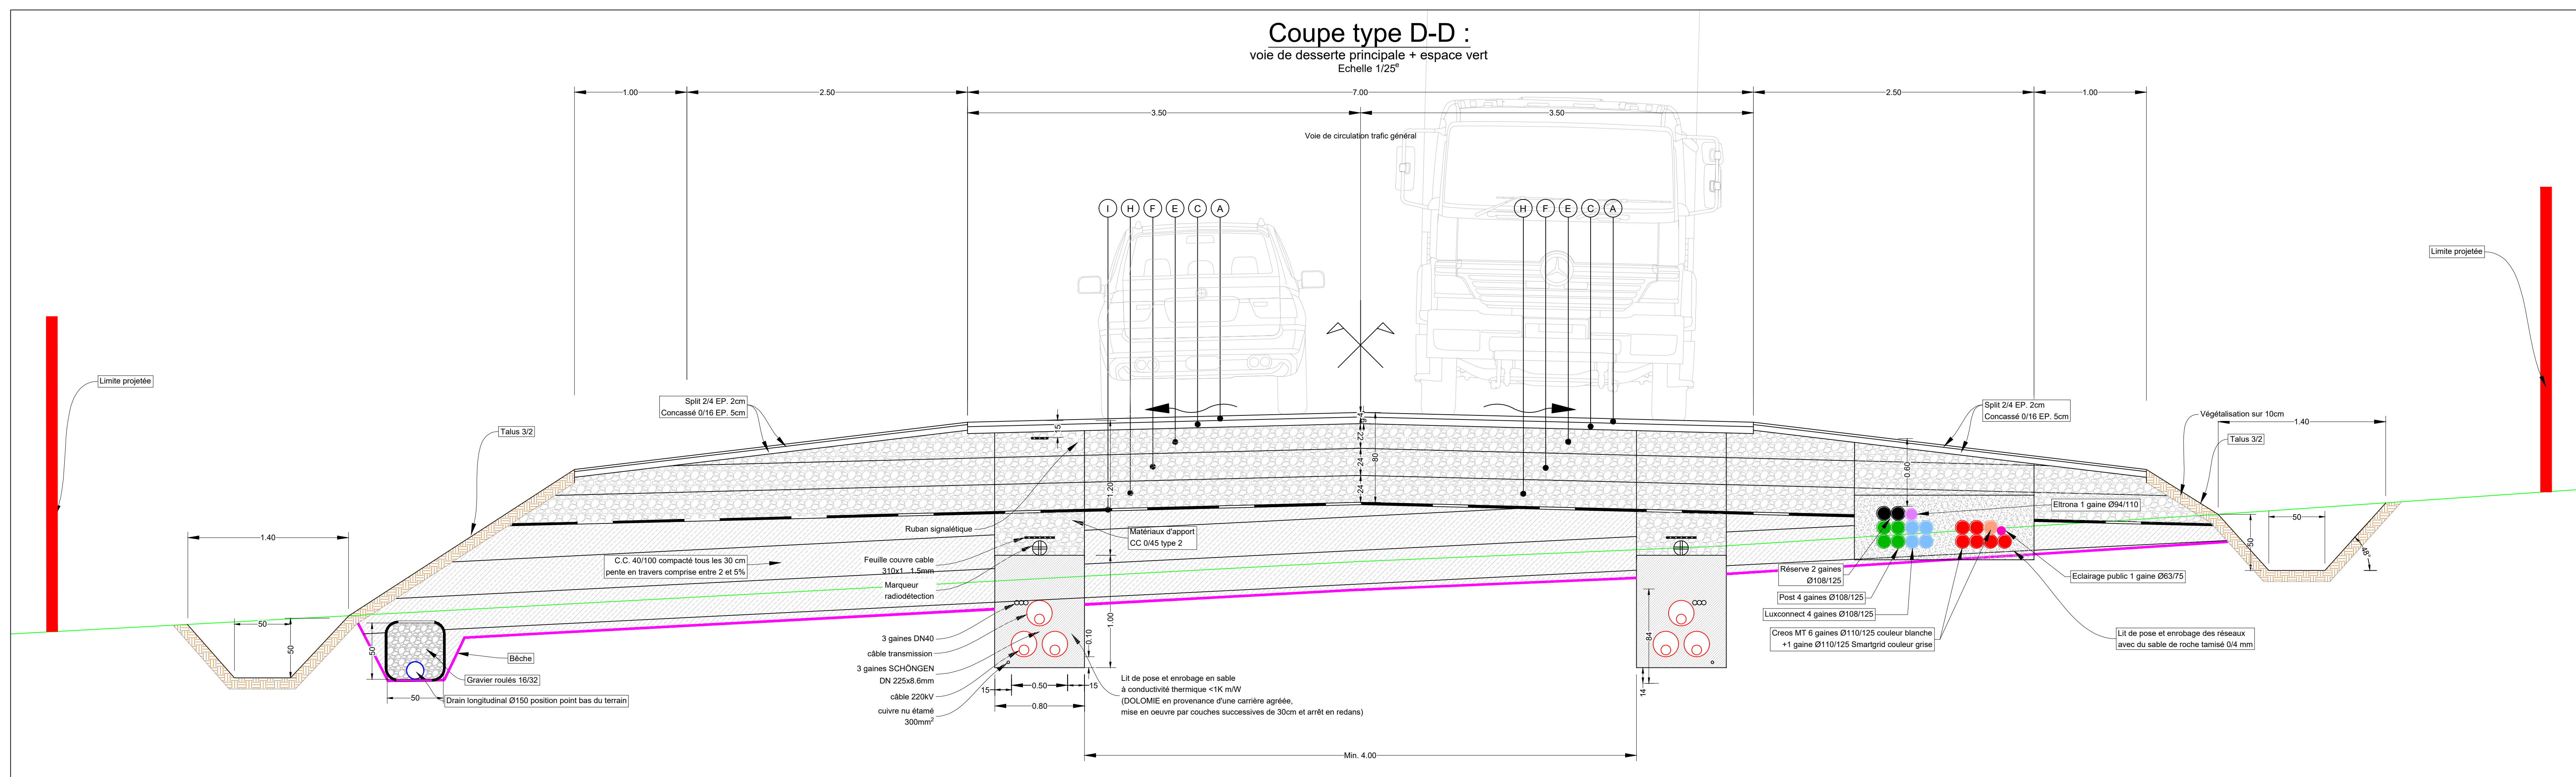 Coupe type D-D :
voie de desserte principale + espace vert
Echelle 1/25e
1.00
2.50
7.00
2.50
1.00
3.50
3.50
Voie de circulation trafic général
I
H
F
E
C
A
H
F
E
C
A
Limite projetée
Limite projetée
Split 2/4 EP. 2cm
Concassé 0/16 EP. 5cm
Talus 3/2
Split 2/4 EP. 2cm
Concassé 0/16 EP. 5cm
Végétalisation sur 10cm
1.40
Talus 3/2
15
4
22
24
80
24
1.20
0.60
Ruban signalétique
Matériaux d'apport
CC 0/45 type 2
Eltrona 1 gaine Ø94/110
1.40
50
50
50
50
48°
C.C. 40/100 compacté tous les 30 cm
pente en travers comprise entre 2 et 5%
Feuille couvre cable
310x1...1.5mm
Marqueur
radiodétection
Réserve 2 gaines
Ø108/125
Eclairage public 1 gaine Ø63/75
Post 4 gaines Ø108/125
Luxconnect 4 gaines Ø108/125
Creos MT 6 gaines Ø110/125 couleur blanche
+1 gaine Ø110/125 Smartgrid couleur grise
Lit de pose et enrobage des réseaux
avec du sable de roche tamisé 0/4 mm
3 gaines DN40
câble transmission
3 gaines SCHÖNGEN
DN 225x8.6mm
câble 220kV
cuivre nu étamé
300mm2
1.00
0.10
84
14
50
50
Bêche
Gravier roulés 16/32
Drain longitudinal Ø150 position point bas du terrain
15
0.50
15
0.80
Lit de pose et enrobage en sable
à conductivité thermique <1K m/W
(DOLOMIE en provenance d'une carrière agréée,
mise en oeuvre par couches successives de 30cm et arrêt en redans)
Min. 4.00